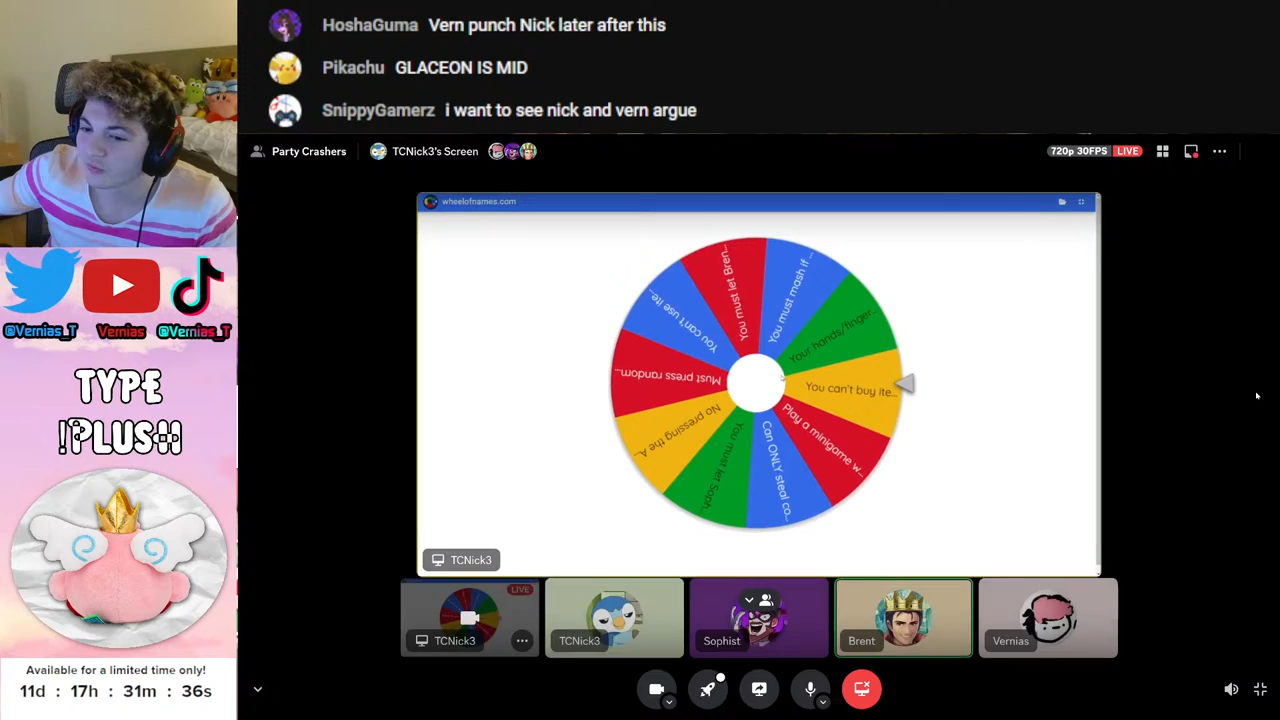 HoshaGuma Vern punch Nick later after this
Pikachu GLACEON IS MID
SnippyGamerz i want to see nick and vern argue
Party Crashers TCNick3's Screen 720p 30FPS LIVE
wheelofnames.com
You must let Bren...
You must mash if ...
Your hands/finger...
You can't buy ite...
Play a minigame w...
Can ONLY steal co...
You must let Soph...
No pressing the A...
Must press random...
You can't use ite...
@Vernias_T Vernias @Vernias_T
TYPE
!PLUSH
Available for a limited time only!
11d : 17h : 31m : 36s
TCNick3
LIVE
TCNick3 TCNick3 Sophist Brent Vernias